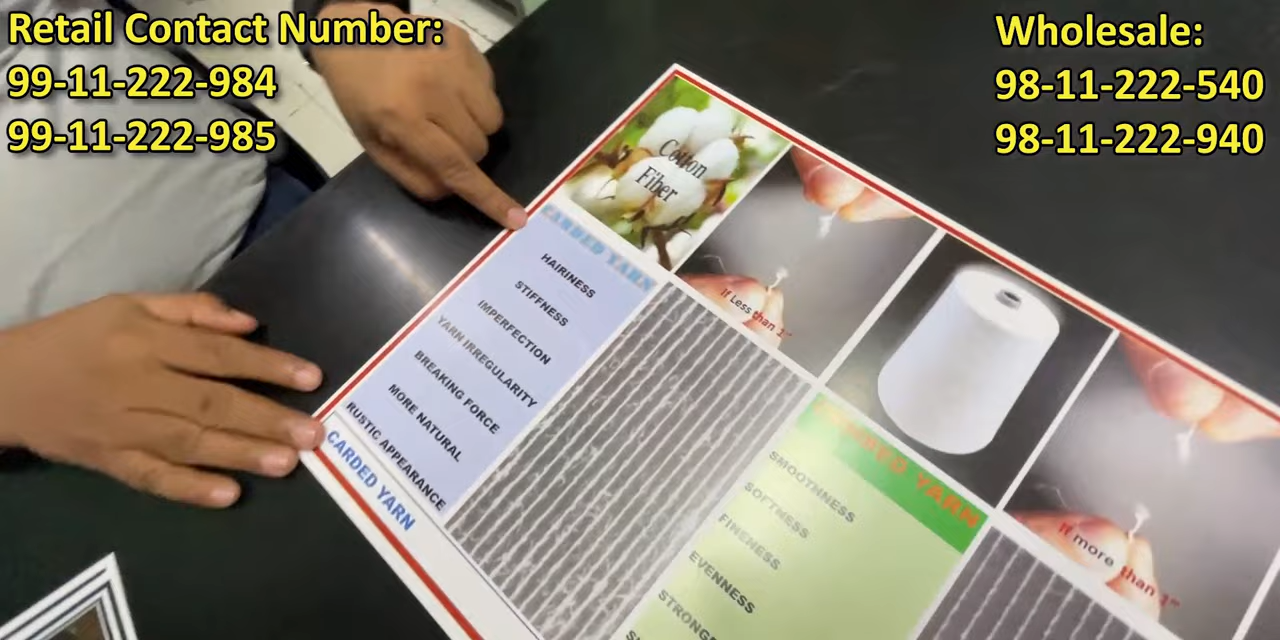 Retail Contact Number:
99-11-222-984
99-11-222-985
Wholesale:
98-11-222-540
98-11-222-940
Cotton
Fiber
If Less than 1"
CARDED YARN
HAIRINESS
STIFFNESS
IMPERFECTION
YARN IRREGULARITY
BREAKING FORCE
MORE NATURAL
RUSTIC APPEARANCE
CARDED YARN
YARN
SMOOTHNESS
SOFTNESS
FINENESS
EVENNESS
If more than 1"